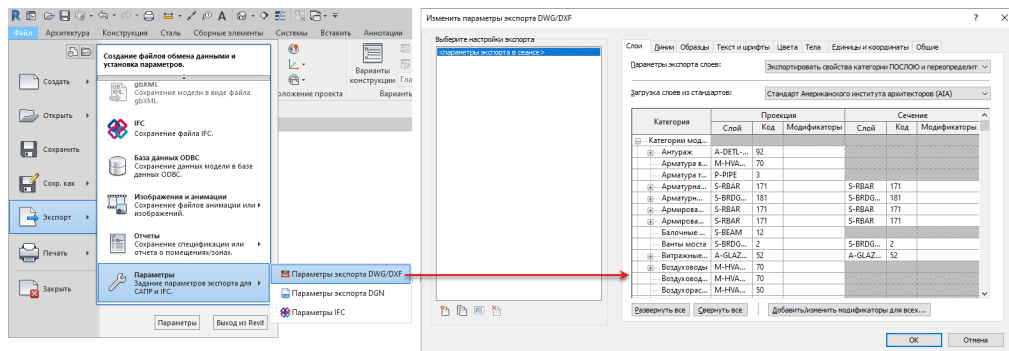 Файл Архитектура Конструкция Сталь Сборные элементы Системы Вставить Аннотации
Создание файлов обмена данными и
установка параметров.
gbXML
Сохранение модели в виде файла
gbXML.
IFC
Сохранение файла IFC.
База данных ODBC
Сохранение данных модели в базе
данных ODBC.
Изображения и анимации
Сохранение файлов анимации или
изображений.
Отчеты
Сохранение спецификации или
отчета о помещениях/зонах.
Параметры
Задание параметров экспорта для
САПР и IFC.
Создать
Открыть
Сохранить
Сохр. как
Экспорт
Печать
Закрыть
Параметры Выход из Revit
Варианты
конструкции
положение проекта
Параметры экспорта DWG/DXF
Параметры экспорта DGN
Параметры IFC
Изменить параметры экспорта DWG/DXF
Выберите настройки экспорта
<параметры экспорта в сеансе>
Слои Линии Образцы Текст и шрифты Цвета Тела Единицы и координаты Общие
Параметры экспорта слоев: Экспортировать свойства категории ПОСЛОЮ и переопределит
Загрузка слоев из стандартов: Стандарт Американского института архитекторов (AIA)
Категория Проекция Сечение
Слой Код Модификаторы Слой Код Модификаторы
Категории мод...
Антураж A-DETL-... 92
Арматура в... M-HVA... 70
Арматура т... P-PIPE 3
Арматурна... S-RBAR 171 S-RBAR 171
Арматурн... S-BRDG... 181 S-BRDG... 181
Армирова... S-RBAR 171 S-RBAR 171
Армирова... S-RBAR 171 S-RBAR 171
Балочные ... S-BEAM 12
Ванты моста S-BRDG... 2 S-BRDG... 2
Витражные... A-GLAZ... 52 A-GLAZ... 52
Воздуховоды M-HVA... 70
Воздуховод... M-HVA... 70
Воздухорас... M-HVA... 50
Развернуть все Свернуть все Добавить/изменить модификаторы для всех...
OK Отмена